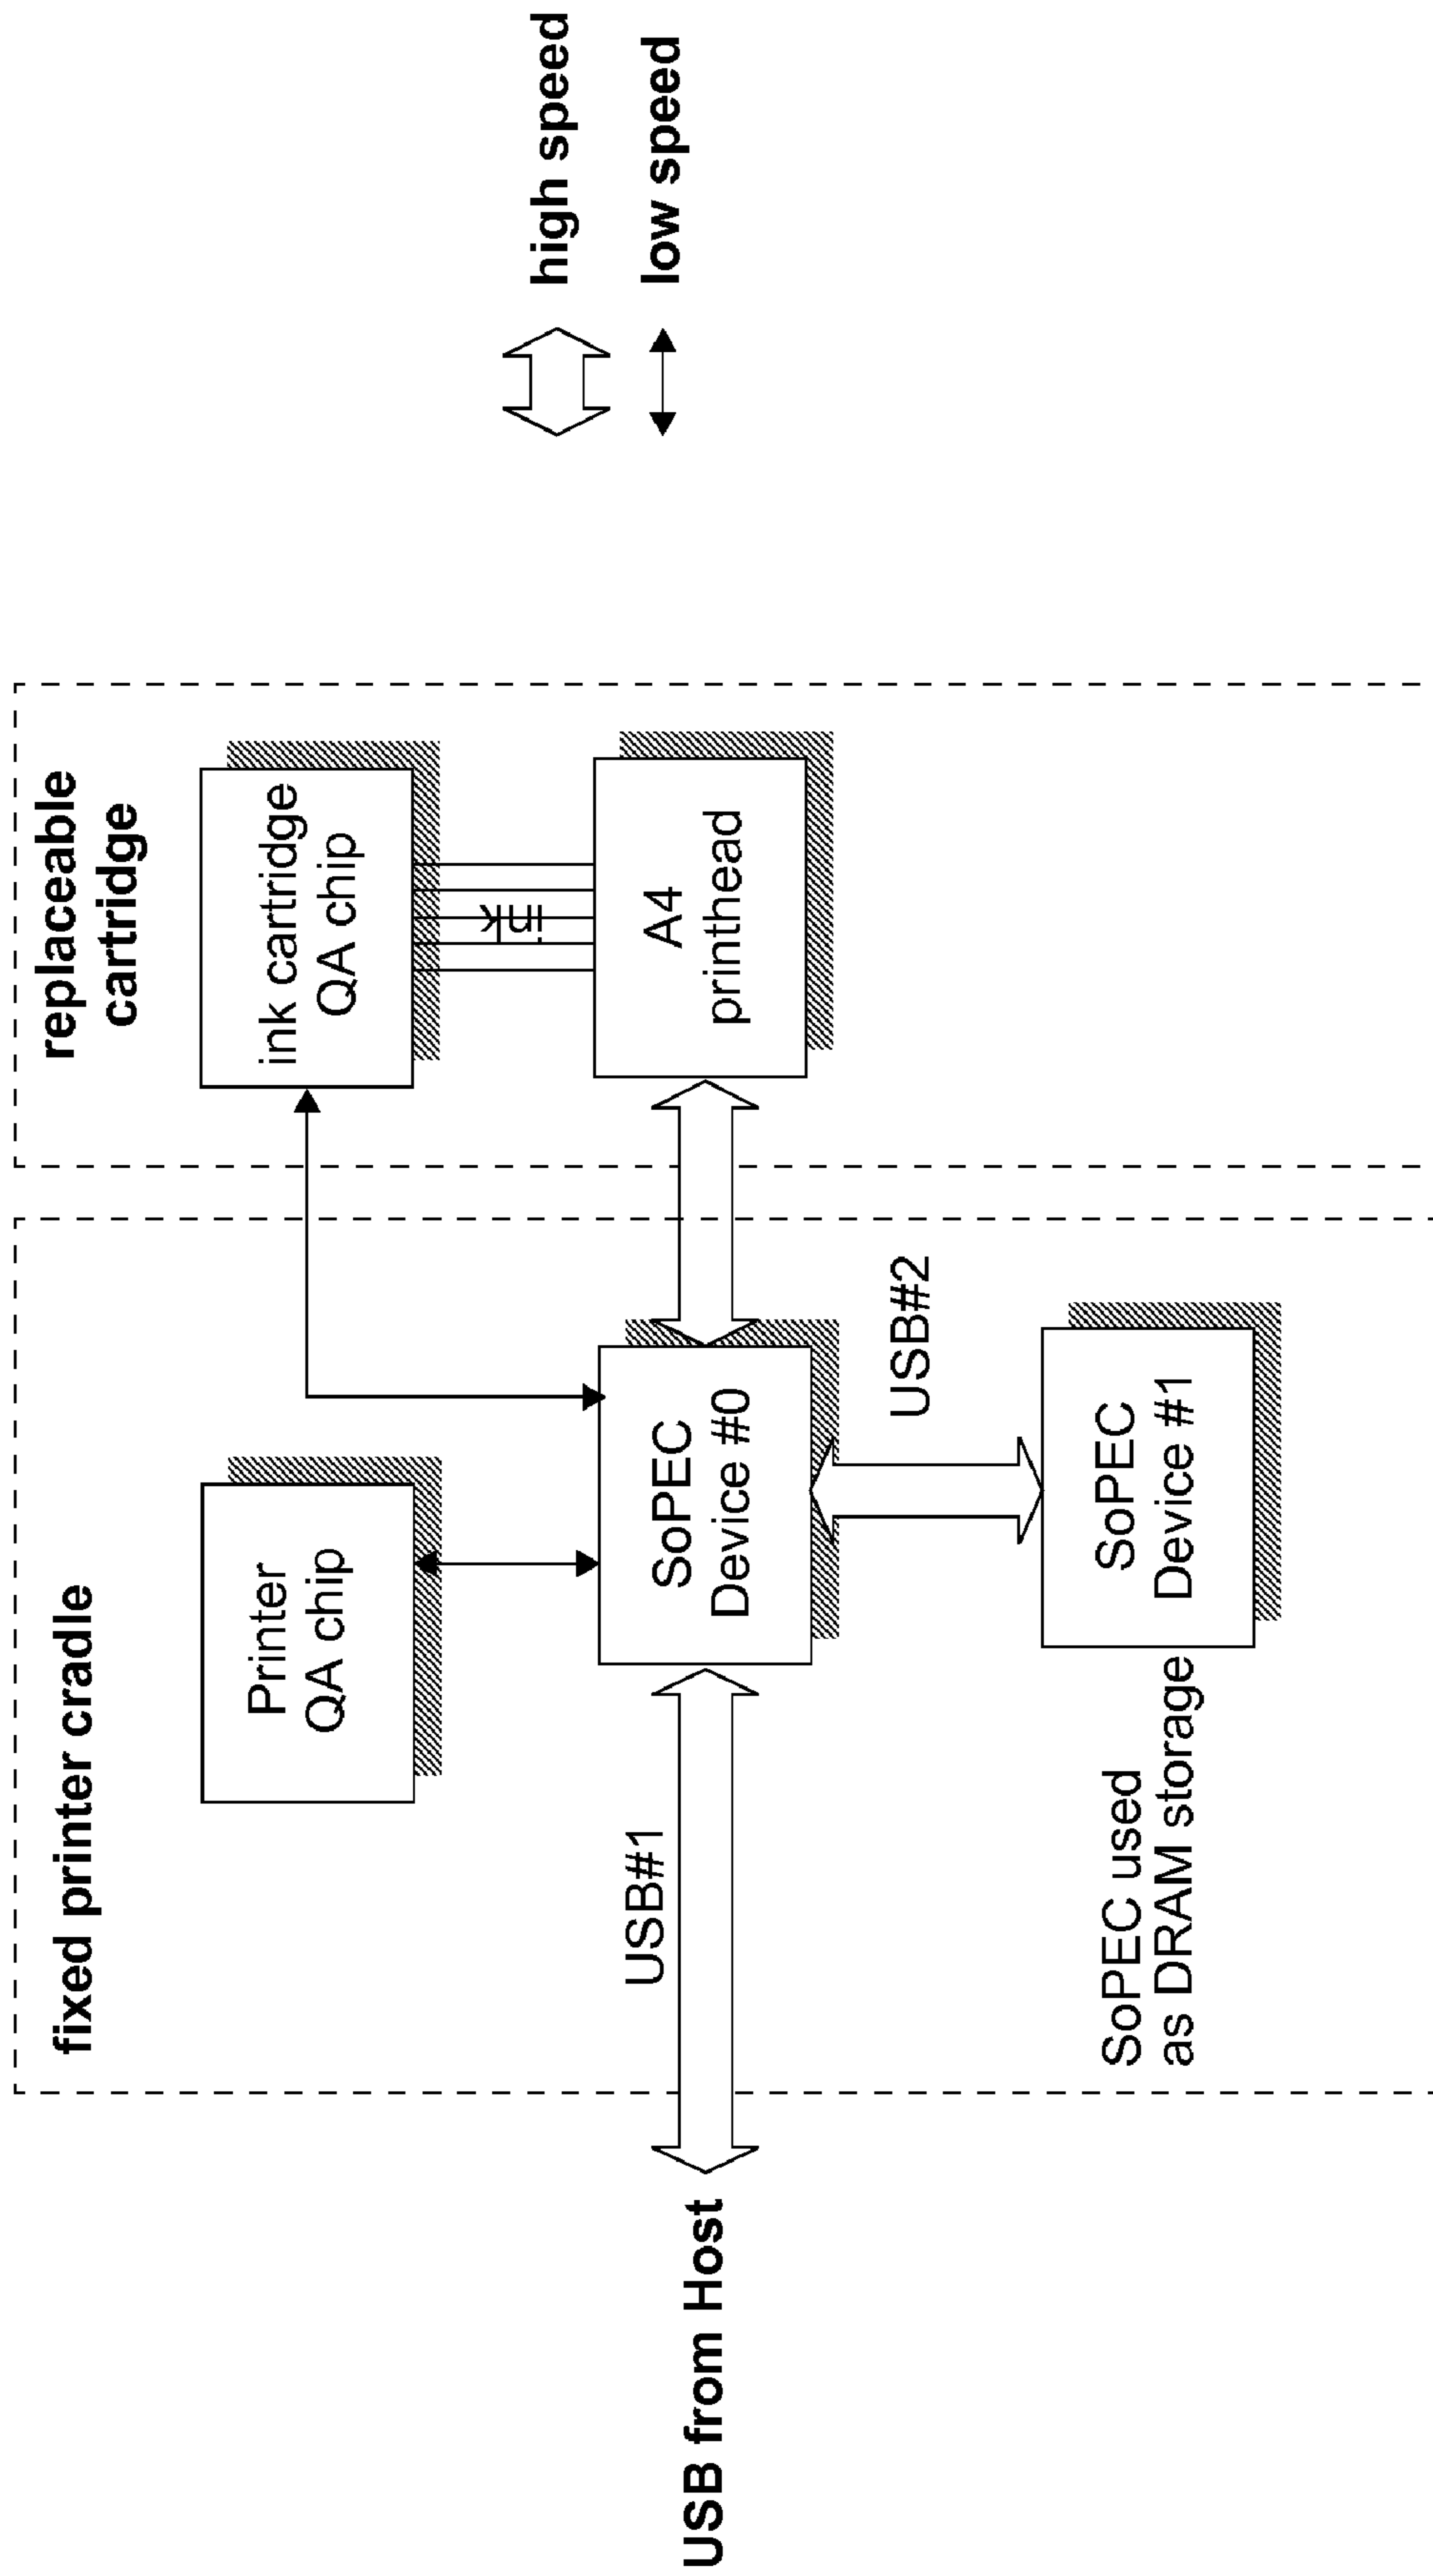 fixed printer cradle
replaceable
cartridge
Printer
QA chip
ink cartridge
QA chip
ink
high speed
low speed
USB from Host
USB#1
SoPEC
Device #0
A4
printhead
USB#2
SoPEC used
as DRAM storage
SoPEC
Device #1